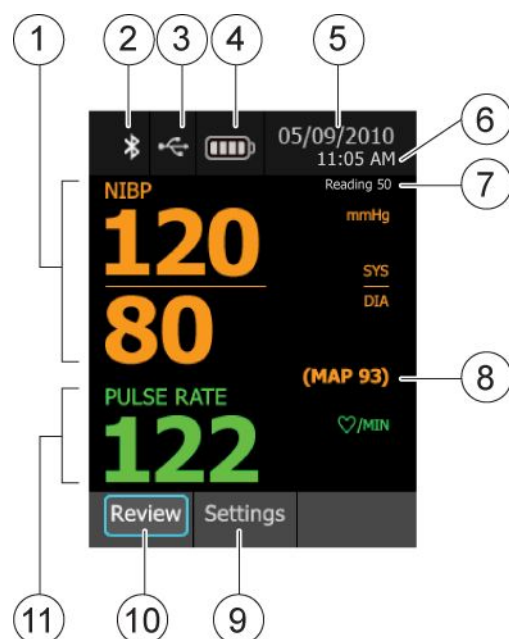 1 2 3 4 5
6
05/09/2010
11:05 AM
7
Reading 50
NIBP
mmHg
120
SYS
80
DIA
(MAP 93)
8
PULSE RATE
122
♡/MIN
Review Settings
11 10 9